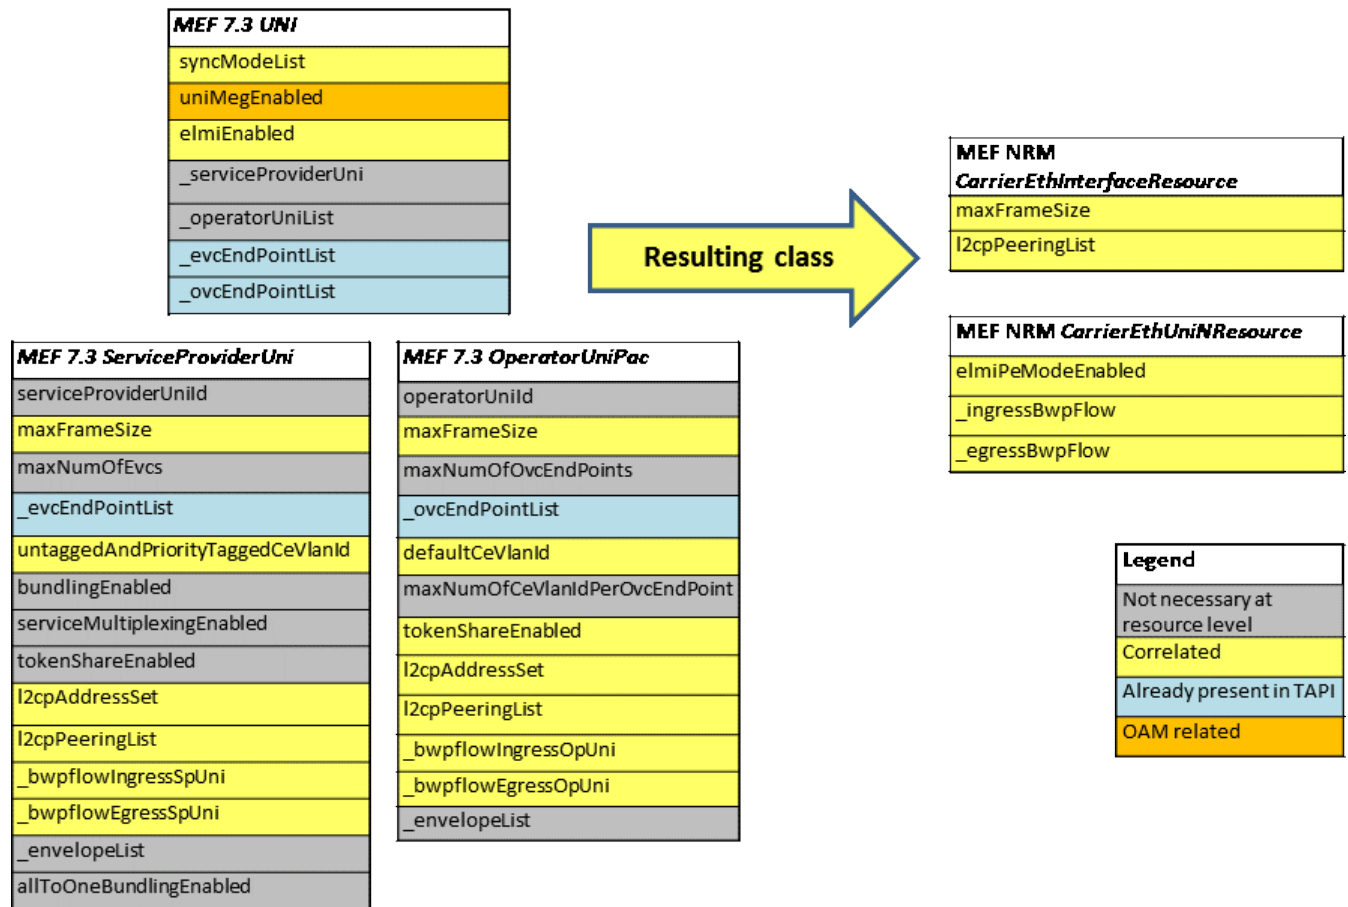 MEF 7.3 UNI
syncModeList
uniMegEnabled
elmiEnabled
_serviceProviderUni
_operatorUniList
_evcEndPointList
_ovcEndPointList
MEF 7.3 ServiceProviderUni
serviceProviderUniId
maxFrameSize
maxNumOfEvcs
_evcEndPointList
untaggedAndPriorityTaggedCeVlanId
bundlingEnabled
serviceMultiplexingEnabled
tokenShareEnabled
l2cpAddressSet
l2cpPeeringList
_bwpflowIngressSpUni
_bwpflowEgressSpUni
_envelopeList
allToOneBundlingEnabled
MEF 7.3 OperatorUniPac
operatorUniId
maxFrameSize
maxNumOfOvcEndPoints
_ovcEndPointList
defaultCeVlanId
maxNumOfCeVlanIdPerOvcEndPoint
tokenShareEnabled
l2cpAddressSet
l2cpPeeringList
_bwpflowIngressOpUni
_bwpflowEgressOpUni
_envelopeList
Resulting class
MEF NRM
CarrierEthInterfaceResource
maxFrameSize
l2cpPeeringList
MEF NRM CarrierEthUniNResource
elmiPeModeEnabled
_ingressBwpFlow
_egressBwpFlow
Legend
Not necessary at
resource level
Correlated
Already present in TAPI
OAM related